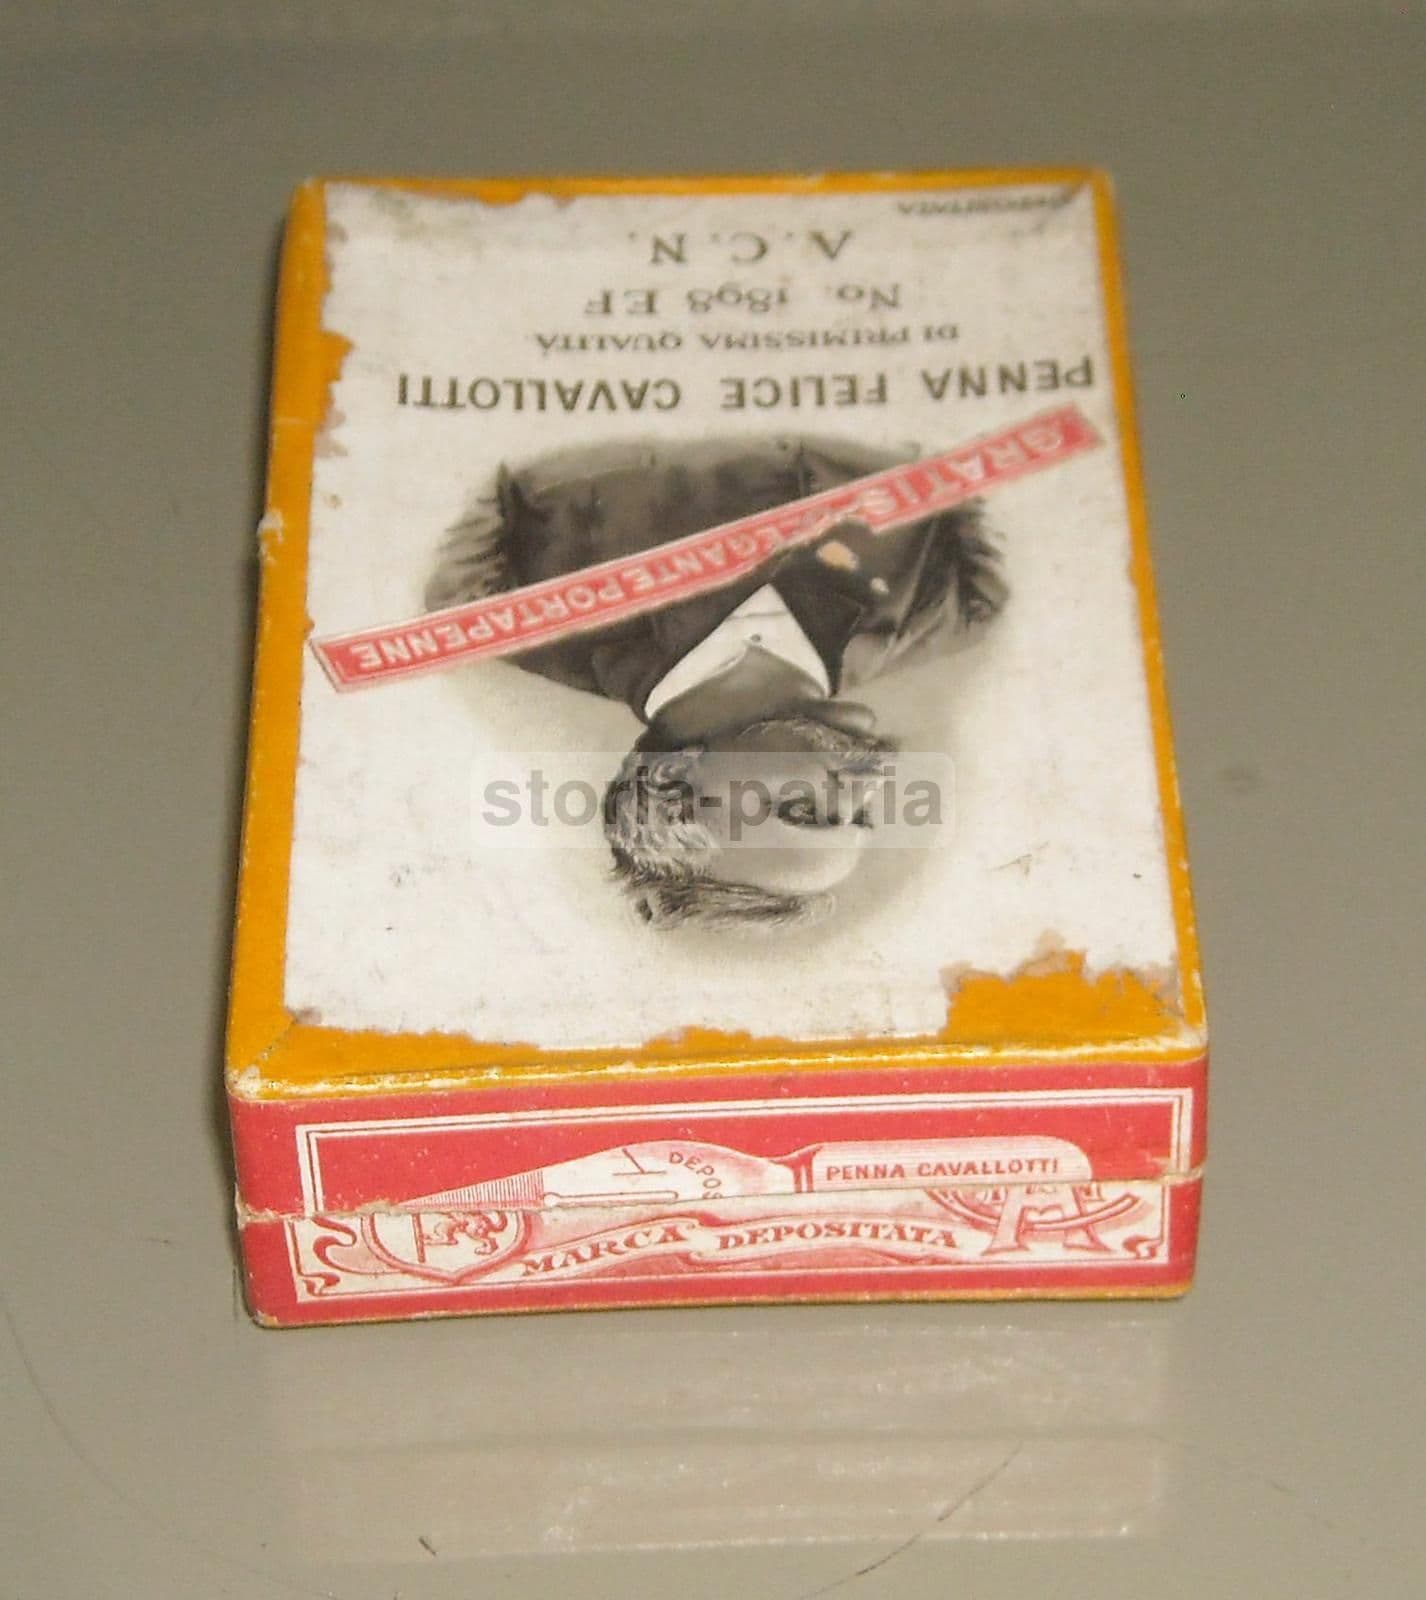 GRATIS ELEGANTE PORTAPENNE
PENNA FELICE CAVALLOTTI
DI PRIMISSIMA QUALITÀ
No. 1898 EF
A. C. N.
DEPOSITATA
storia-patria
DEPOS
PENNA CAVALLOTTI
MARCA DEPOSITATA